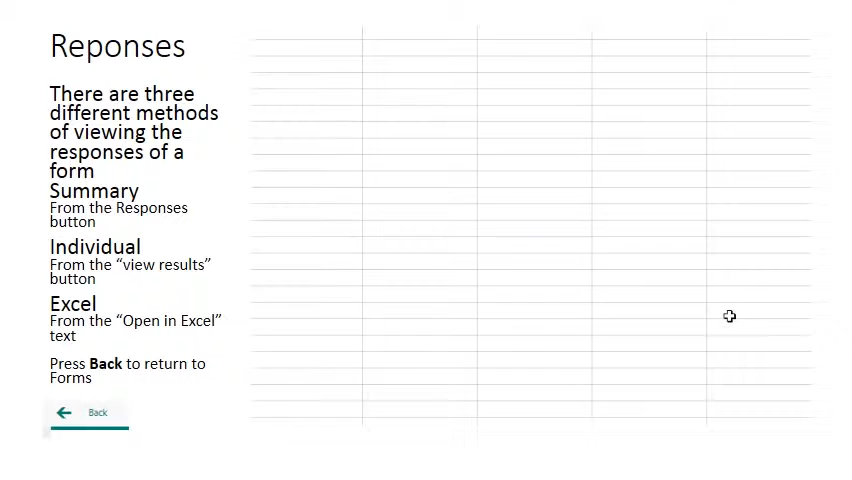 Reponses
There are three
different methods
of viewing the
responses of a
form
Summary
From the Responses
button
Individual
From the “view results”
button
Excel
From the “Open in Excel”
text
Press Back to return to
Forms
Back